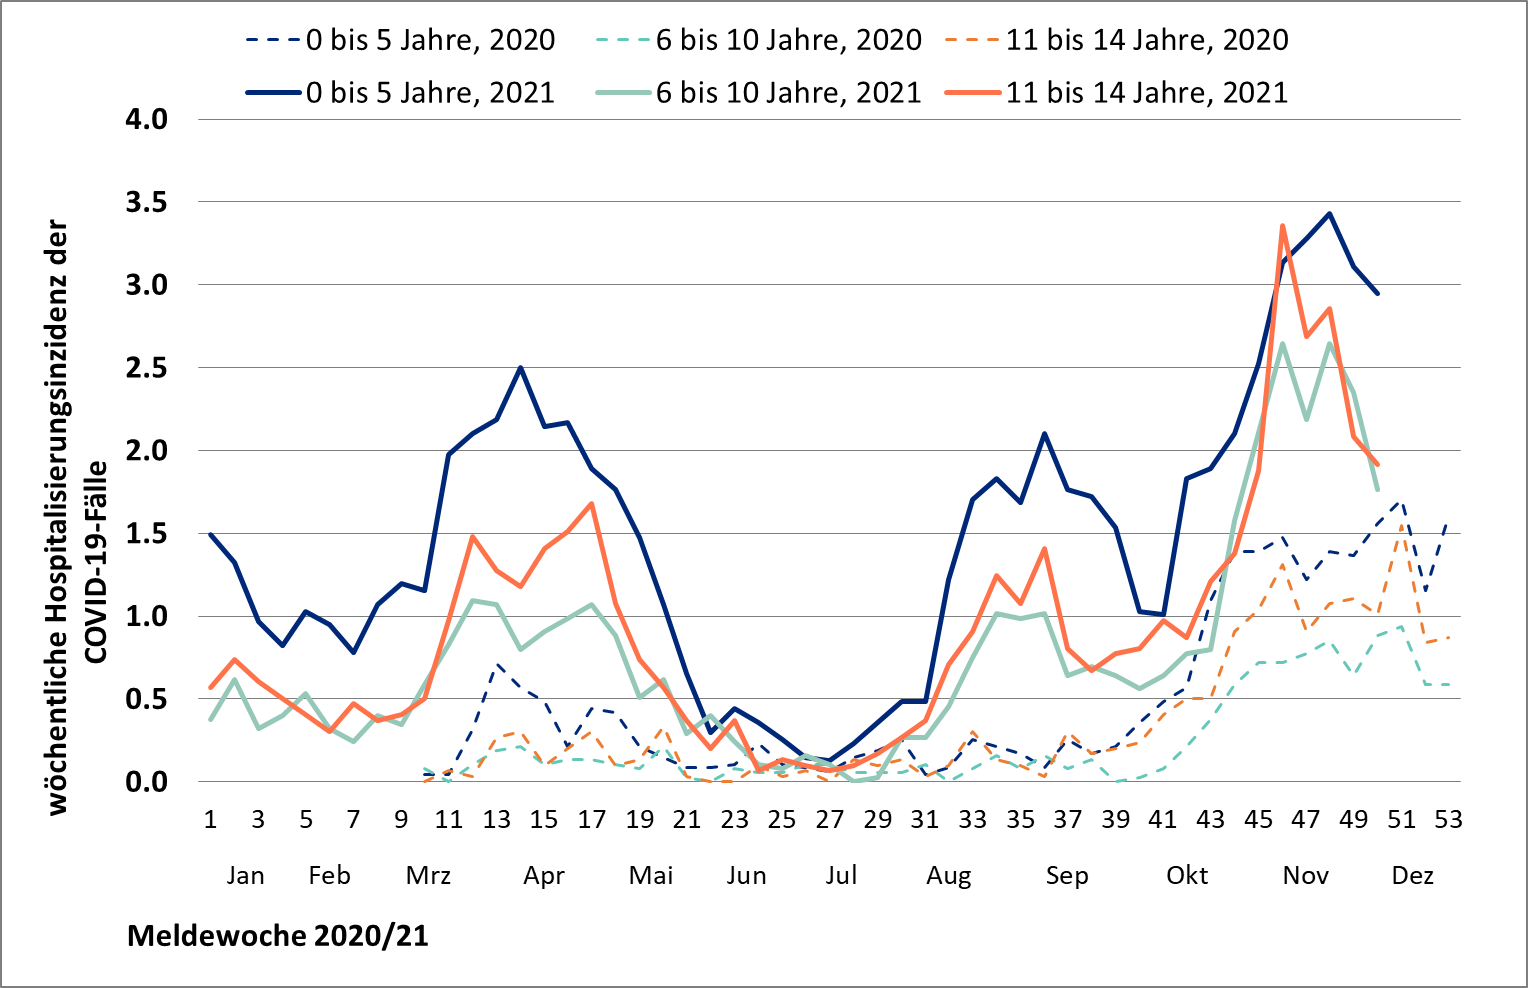 0 bis 5 Jahre, 2020 6 bis 10 Jahre, 2020 11 bis 14 Jahre, 2020
0 bis 5 Jahre, 2021 6 bis 10 Jahre, 2021 11 bis 14 Jahre, 2021
wöchentliche Hospitalisierungsinzidenz der
COVID-19-Fälle
4.0
3.5
3.0
2.5
2.0
1.5
1.0
0.5
0.0
1 3 5 7 9 11 13 15 17 19 21 23 25 27 29 31 33 35 37 39 41 43 45 47 49 51 53
Jan Feb Mrz Apr Mai Jun Jul Aug Sep Okt Nov Dez
Meldewoche 2020/21